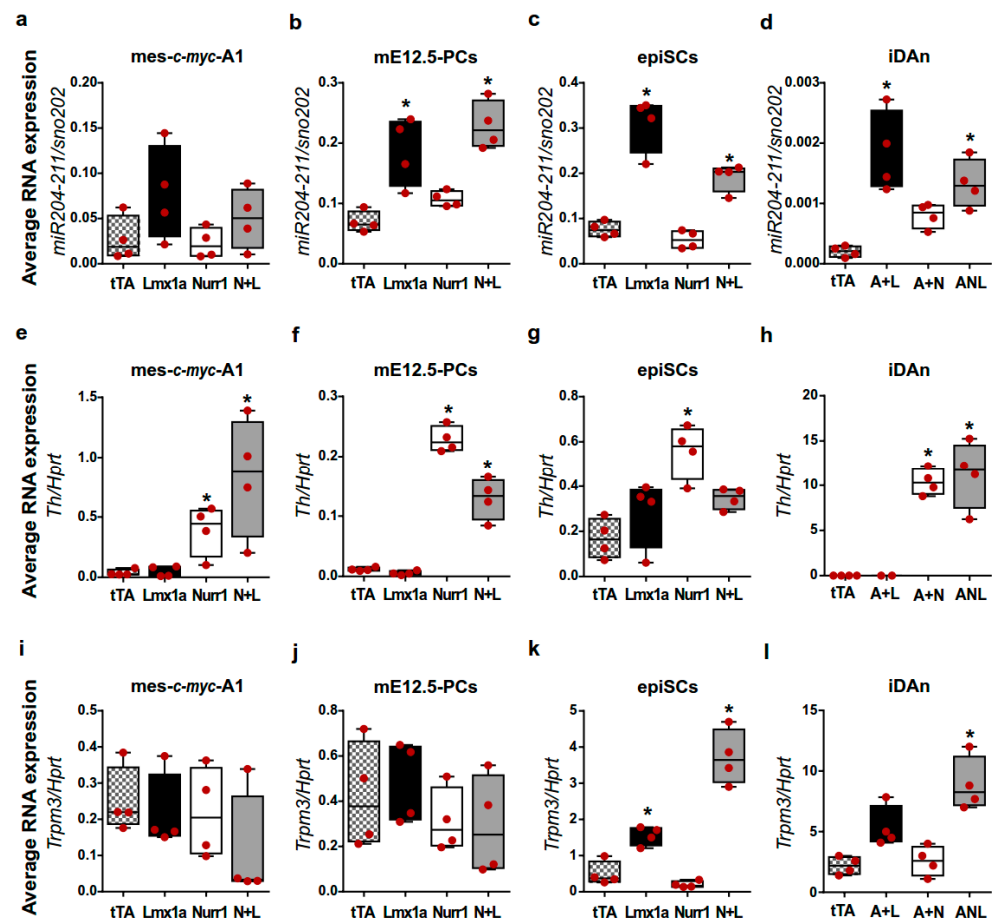 a
b
c
d
mes-c-myc-A1
mE12.5-PCs
epiSCs
iDAn
Average RNA expression
miR204-211/sno202
0.20
0.15
0.10
0.05
0.00
tTA Lmx1a Nurr1 N+L
miR204-211/sno202
0.3
0.2
0.1
0.0
*
*
tTA Lmx1a Nurr1 N+L
miR204-211/sno202
0.4
0.3
0.2
0.1
0.0
*
*
tTA Lmx1a Nurr1 N+L
miR204-211/sno202
0.003
0.002
0.001
0.000
*
*
tTA A+L A+N ANL
e
f
g
h
mes-c-myc-A1
mE12.5-PCs
epiSCs
iDAn
Average RNA expression
Th/Hprt
1.5
1.0
0.5
0.0
*
*
tTA Lmx1a Nurr1 N+L
Th/Hprt
0.3
0.2
0.1
0.0
*
*
tTA Lmx1a Nurr1 N+L
Th/Hprt
0.8
0.6
0.4
0.2
0.0
*
tTA Lmx1a Nurr1 N+L
Th/Hprt
20
15
10
5
0
*
*
tTA A+L A+N ANL
i
j
k
l
mes-c-myc-A1
mE12.5-PCs
epiSCs
iDAn
Average RNA expression
Trpm3/Hprt
0.5
0.4
0.3
0.2
0.1
0.0
tTA Lmx1a Nurr1 N+L
Trpm3/Hprt
0.8
0.6
0.4
0.2
0.0
tTA Lmx1a Nurr1 N+L
Trpm3/Hprt
5
4
3
2
1
0
*
*
tTA Lmx1a Nurr1 N+L
Trpm3/Hprt
15
10
5
0
*
tTA A+L A+N ANL